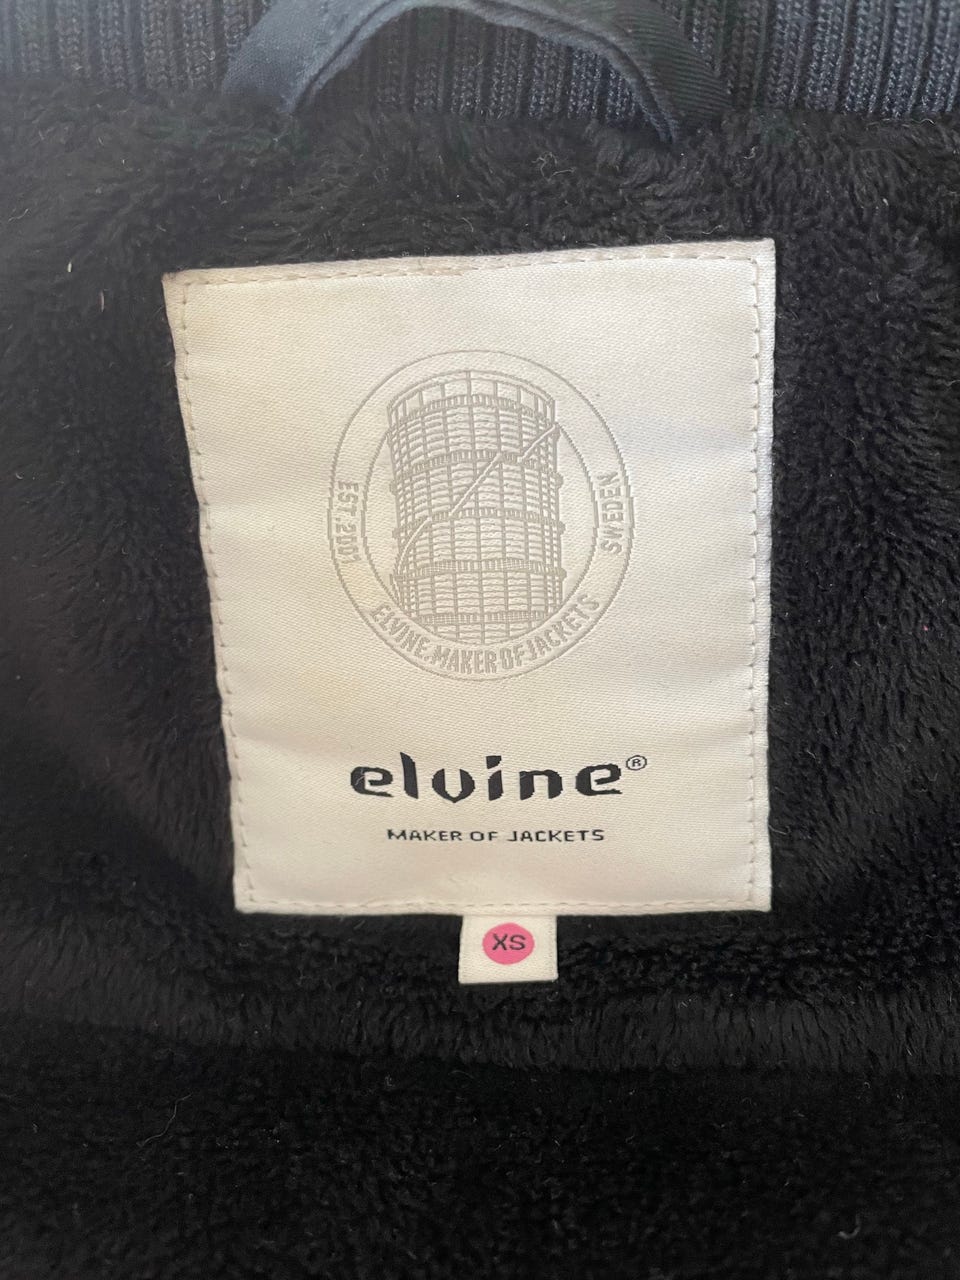 EST. 2001
SWEDEN
ELVINE. MAKER OF JACKETS
elvine®
MAKER OF JACKETS
XS